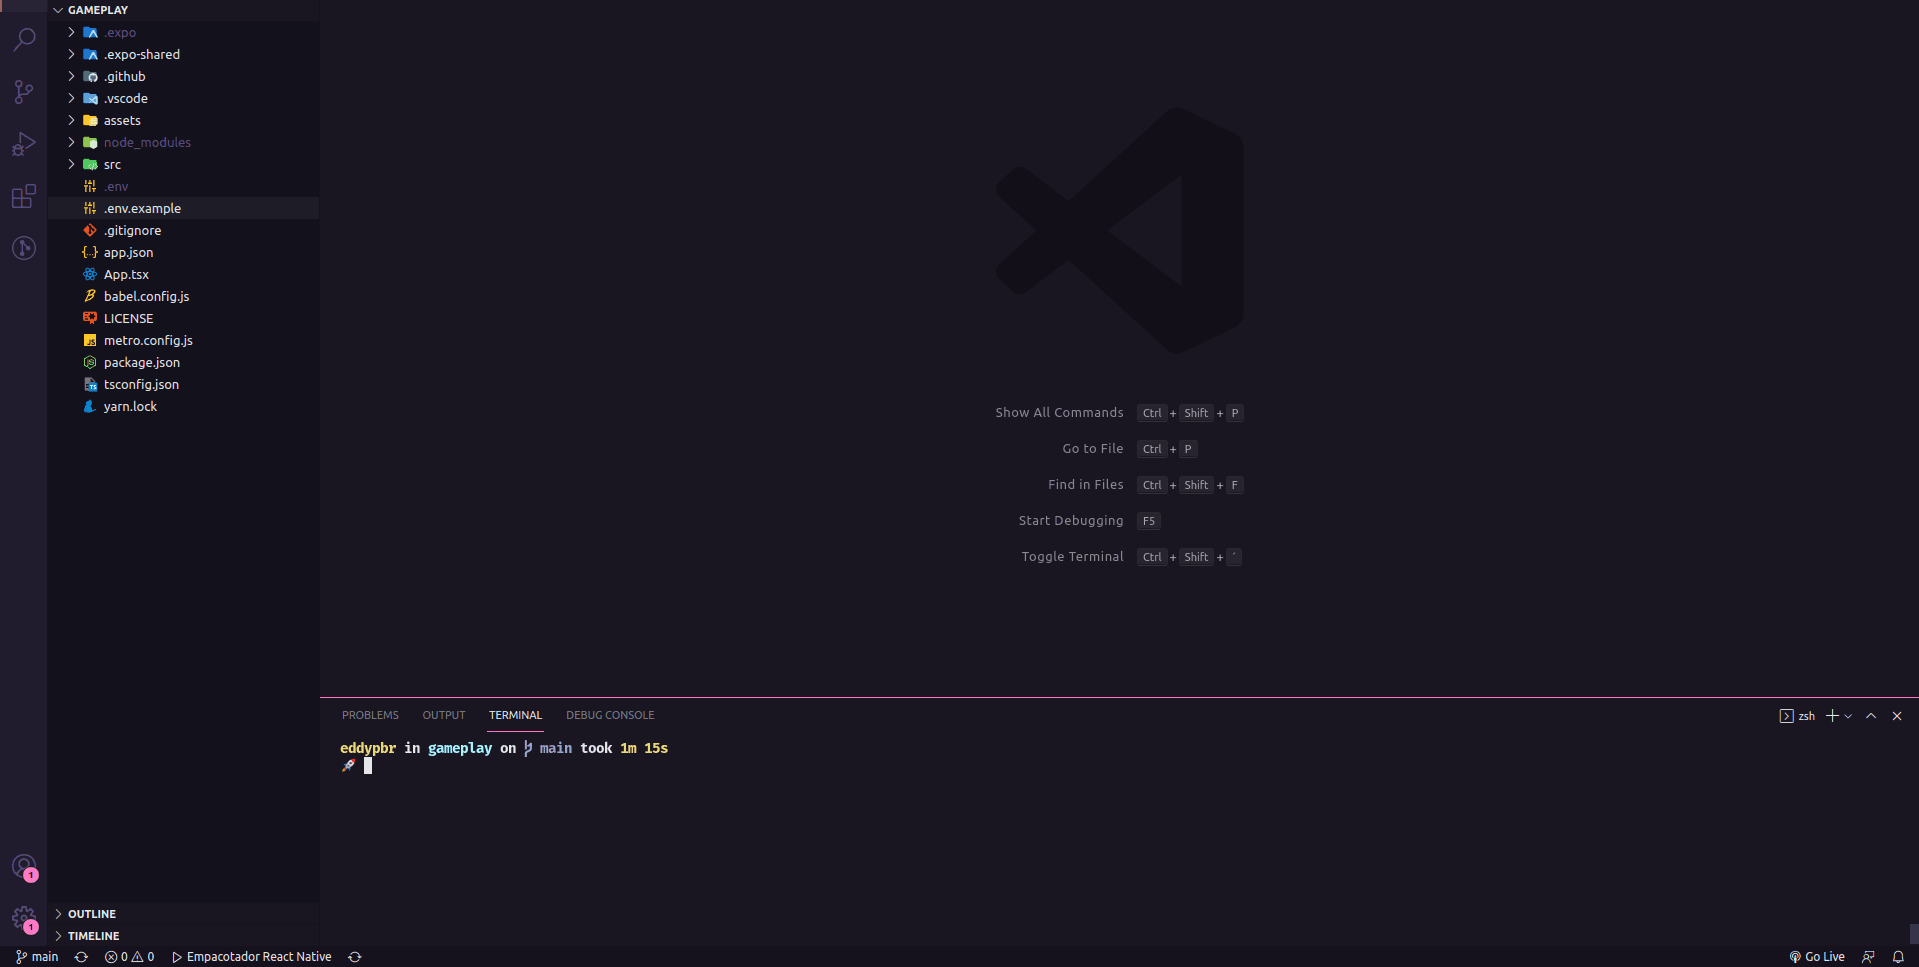 GAMEPLAY
.expo
.expo-shared
.github
.vscode
assets
node_modules
src
.env
.env.example
.gitignore
app.json
App.tsx
babel.config.js
LICENSE
metro.config.js
package.json
tsconfig.json
yarn.lock
Show All Commands Ctrl + Shift + P
Go to File Ctrl + P
Find in Files Ctrl + Shift + F
Start Debugging F5
Toggle Terminal Ctrl + Shift + ´
PROBLEMS OUTPUT TERMINAL DEBUG CONSOLE zsh
eddypbr in gameplay on main took 1m 15s
1
1
OUTLINE
TIMELINE
main 0 0 Empacotador React Native Go Live